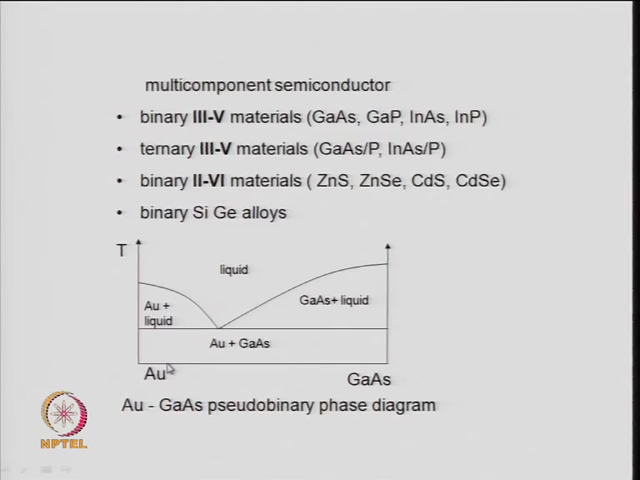 multicomponent semiconductor
• binary III-V materials (GaAs, GaP, InAs, InP)
• ternary III-V materials (GaAs/P, InAs/P)
• binary II-VI materials ( ZnS, ZnSe, CdS, CdSe)
• binary Si Ge alloys
T
liquid
Au +
liquid
GaAs+ liquid
Au + GaAs
Au
GaAs
Au - GaAs pseudobinary phase diagram
NPTEL